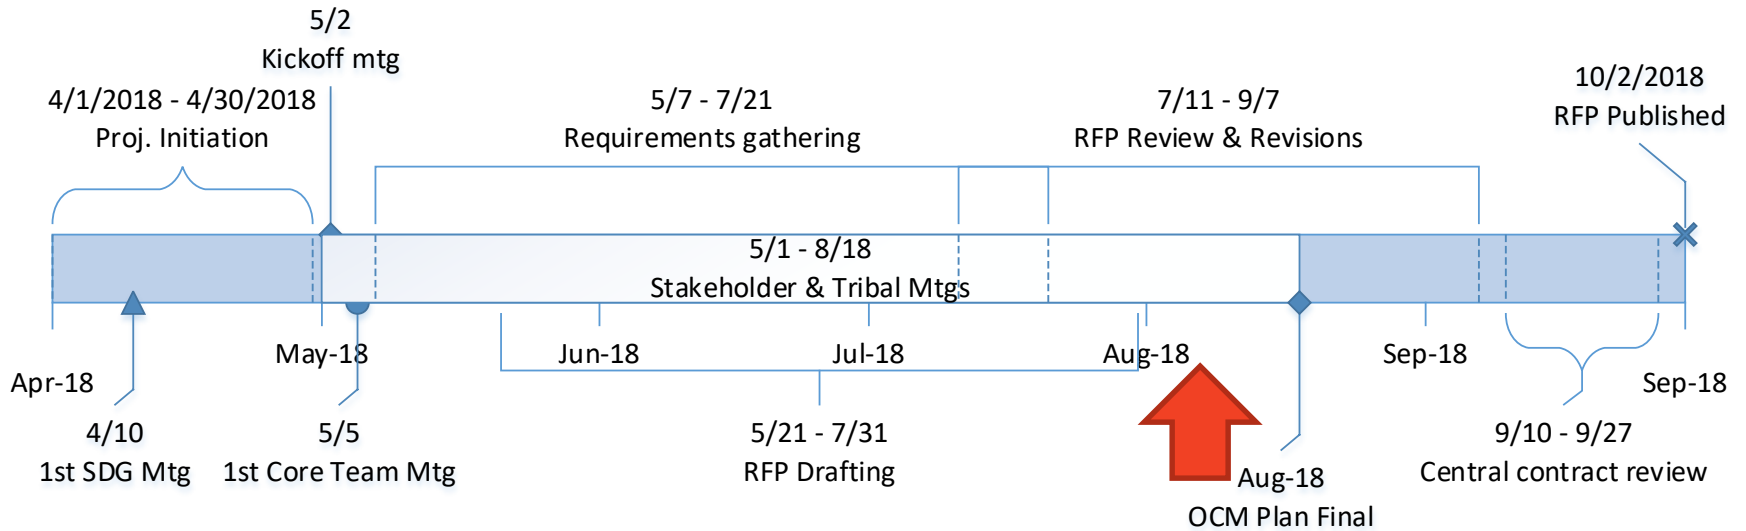 5/2
Kickoff mtg
4/1/2018 - 4/30/2018
Proj. Initiation
5/7 - 7/21
Requirements gathering
7/11 - 9/7
RFP Review & Revisions
10/2/2018
RFP Published
5/1 - 8/18
Stakeholder & Tribal Mtgs
Apr-18
May-18
Jun-18
Jul-18
Aug-18
Sep-18
Sep-18
4/10
1st SDG Mtg
5/5
1st Core Team Mtg
5/21 - 7/31
RFP Drafting
Aug-18
OCM Plan Final
9/10 - 9/27
Central contract review